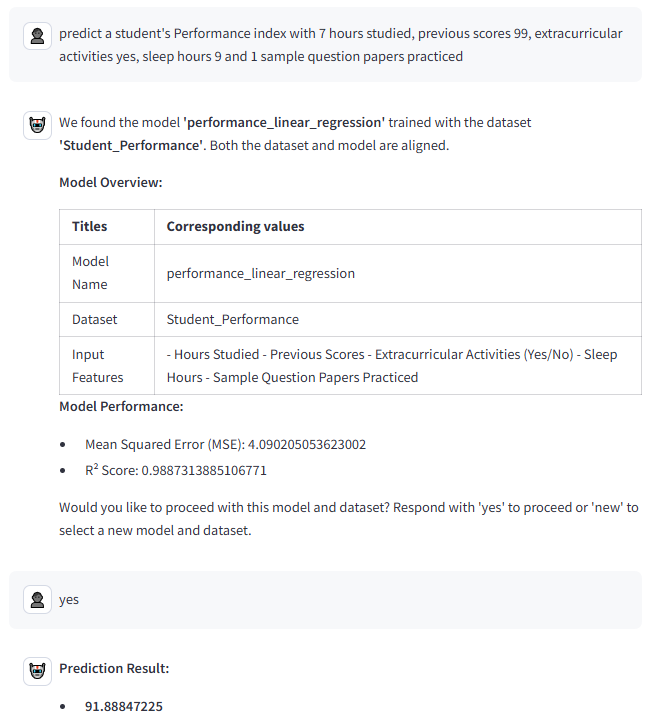 predict a student's Performance index with 7 hours studied, previous scores 99, extracurricular
activities yes, sleep hours 9 and 1 sample question papers practiced
We found the model 'performance_linear_regression' trained with the dataset
'Student_Performance'. Both the dataset and model are aligned.
Model Overview:
Titles Corresponding values
Model
Name
performance_linear_regression
Dataset Student_Performance
Input
Features
- Hours Studied - Previous Scores - Extracurricular Activities (Yes/No) - Sleep
Hours - Sample Question Papers Practiced
Model Performance:
• Mean Squared Error (MSE): 4.090205053623002
• R² Score: 0.9887313885106771
Would you like to proceed with this model and dataset? Respond with 'yes' to proceed or 'new' to
select a new model and dataset.
yes
Prediction Result:
• 91.88847225